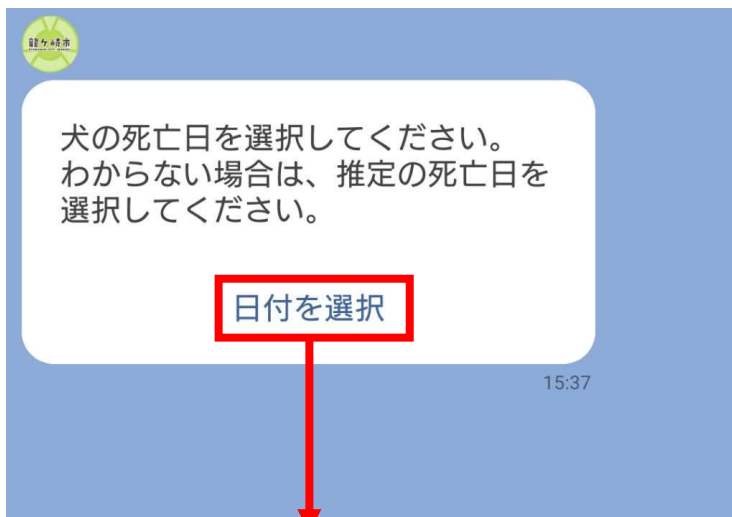 龍ケ崎市
犬の死亡日を選択してください。
わからない場合は、推定の死亡日を
選択してください。
日付を選択
15:37